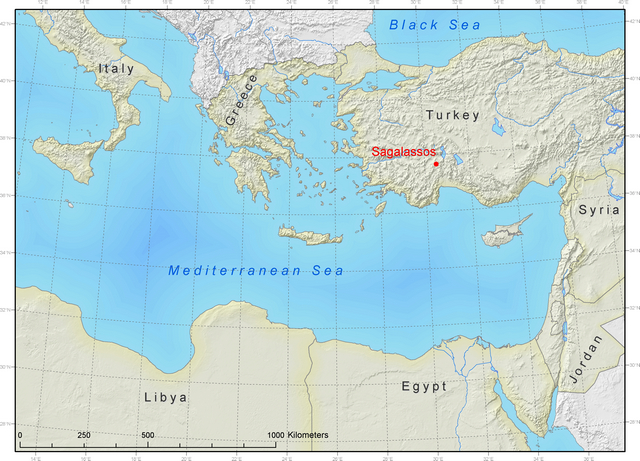 Black Sea
Italy
Greece
Turkey
Sagalassos
Syria
Mediterranean Sea
Jordan
Egypt
Libya
0 250 500 1000 Kilometers